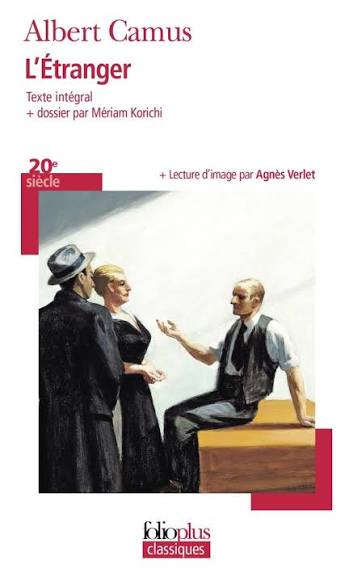 Albert Camus
L'Étranger
Texte intégral
+ dossier par Mériam Korichi
20e
siècle
+ Lecture d'image par Agnès Verlet
folioplus
classiques